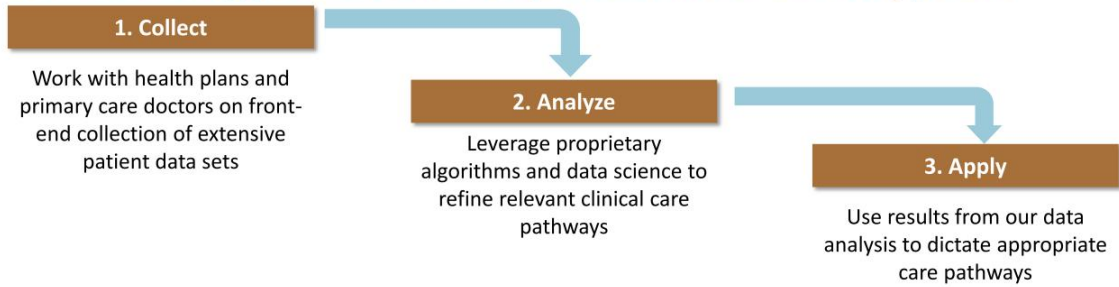 1. Collect
Work with health plans and
primary care doctors on front-
end collection of extensive
patient data sets
2. Analyze
Leverage proprietary
algorithms and data science to
refine relevant clinical care
pathways
3. Apply
Use results from our data
analysis to dictate appropriate
care pathways